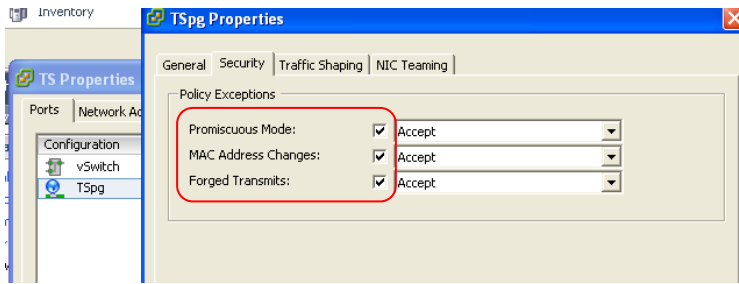 Inventory
TSpg Properties
General Security Traffic Shaping NIC Teaming
TS Properties
Policy Exceptions
Ports Network Ac
Promiscuous Mode: Accept
Configuration
MAC Address Changes: Accept
vSwitch
Forged Transmits: Accept
TSpg